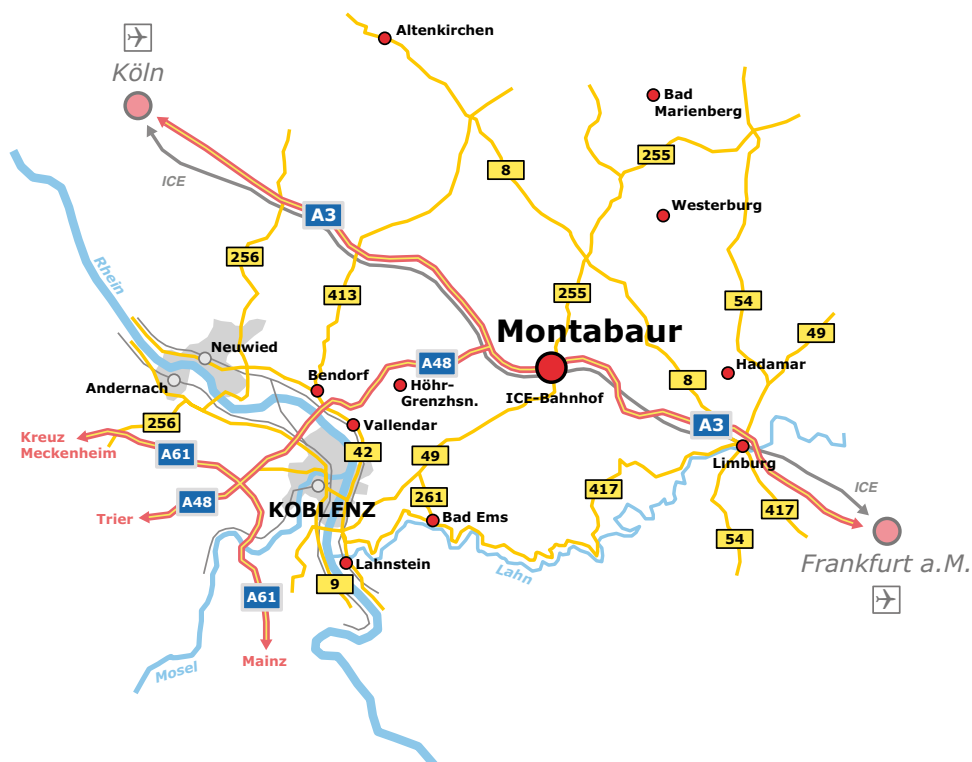 Altenkirchen
Köln
Bad
Marienberg
255
8
ICE
Westerburg
A3
256
Rhein
413
255
54
Montabaur
49
Neuwied
A48
Hadamar
Bendorf
8
Andernach
Höhr-
Grenzhsn.
ICE-Bahnhof
256
Vallendar
A3
Kreuz
Meckenheim
A61
42
49
Limburg
ICE
417
261
A48
KOBLENZ
417
Trier
Bad Ems
54
Lahnstein
Lahn
Frankfurt a.M.
9
A61
Mainz
Mosel